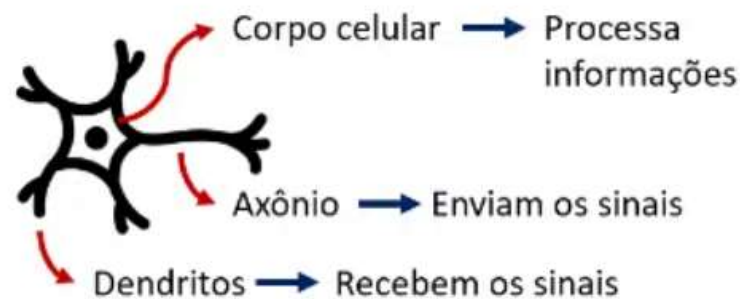 Corpo celular → Processa informações
Axônio → Enviam os sinais
Dendritos → Recebem os sinais